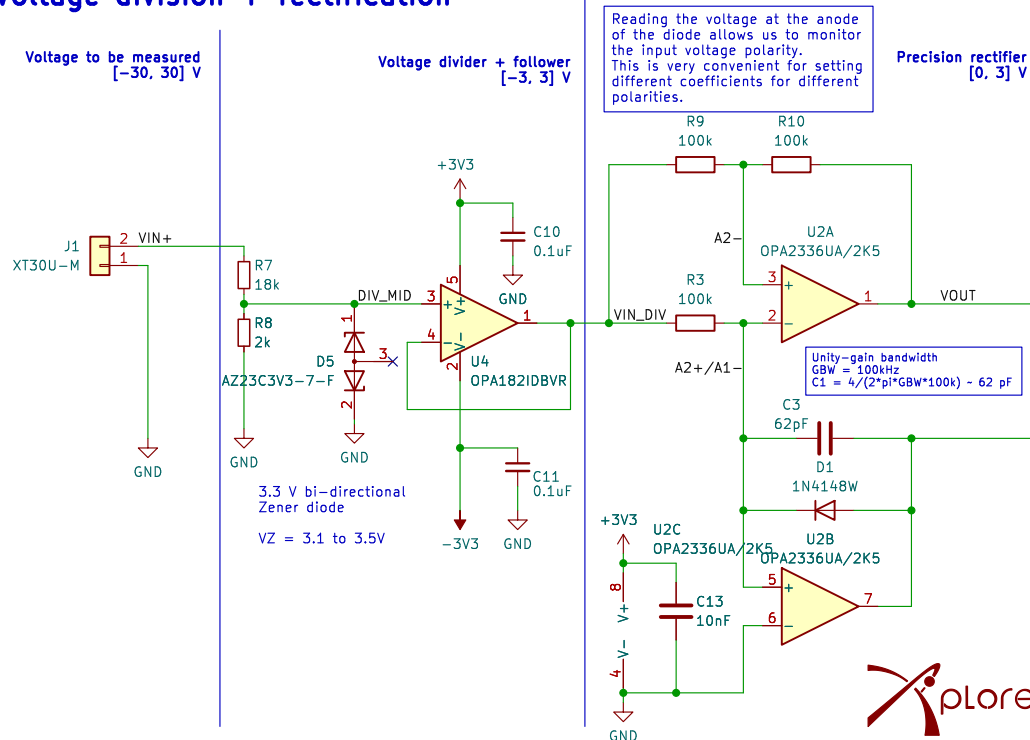 Voltage division + rectification
Voltage to be measured
[-30, 30] V
Voltage divider + follower
[-3, 3] V
Reading the voltage at the anode
of the diode allows us to monitor
the input voltage polarity.
This is very convenient for setting
different coefficients for different
polarities.
Precision rectifier
[0, 3] V
J1
XT30U-M
2
1
VIN+
GND
R7
18k
R8
2k
GND
DIV_MID
1
3
2
D5
AZ23C3V3-7-F
GND
3.3 V bi-directional
Zener diode
VZ = 3.1 to 3.5V
+3V3
C10
0.1uF
GND
5
3
4
2
1
+
-
V+
V-
U4
OPA182IDBVR
C11
0.1uF
-3V3
GND
VIN_DIV
R9
100k
R10
100k
A2-
R3
100k
A2+/A1-
U2A
OPA2336UA/2K5
3
+
2
-
1
VOUT
Unity-gain bandwidth
GBW = 100kHz
C1 = 4/(2*pi*GBW*100k) ~ 62 pF
C3
62pF
D1
1N4148W
U2B
OPA2336UA/2K5
5
+
6
-
7
+3V3
U2C
OPA2336UA/2K5
8
V+
V-
4
C13
10nF
GND
Xplore